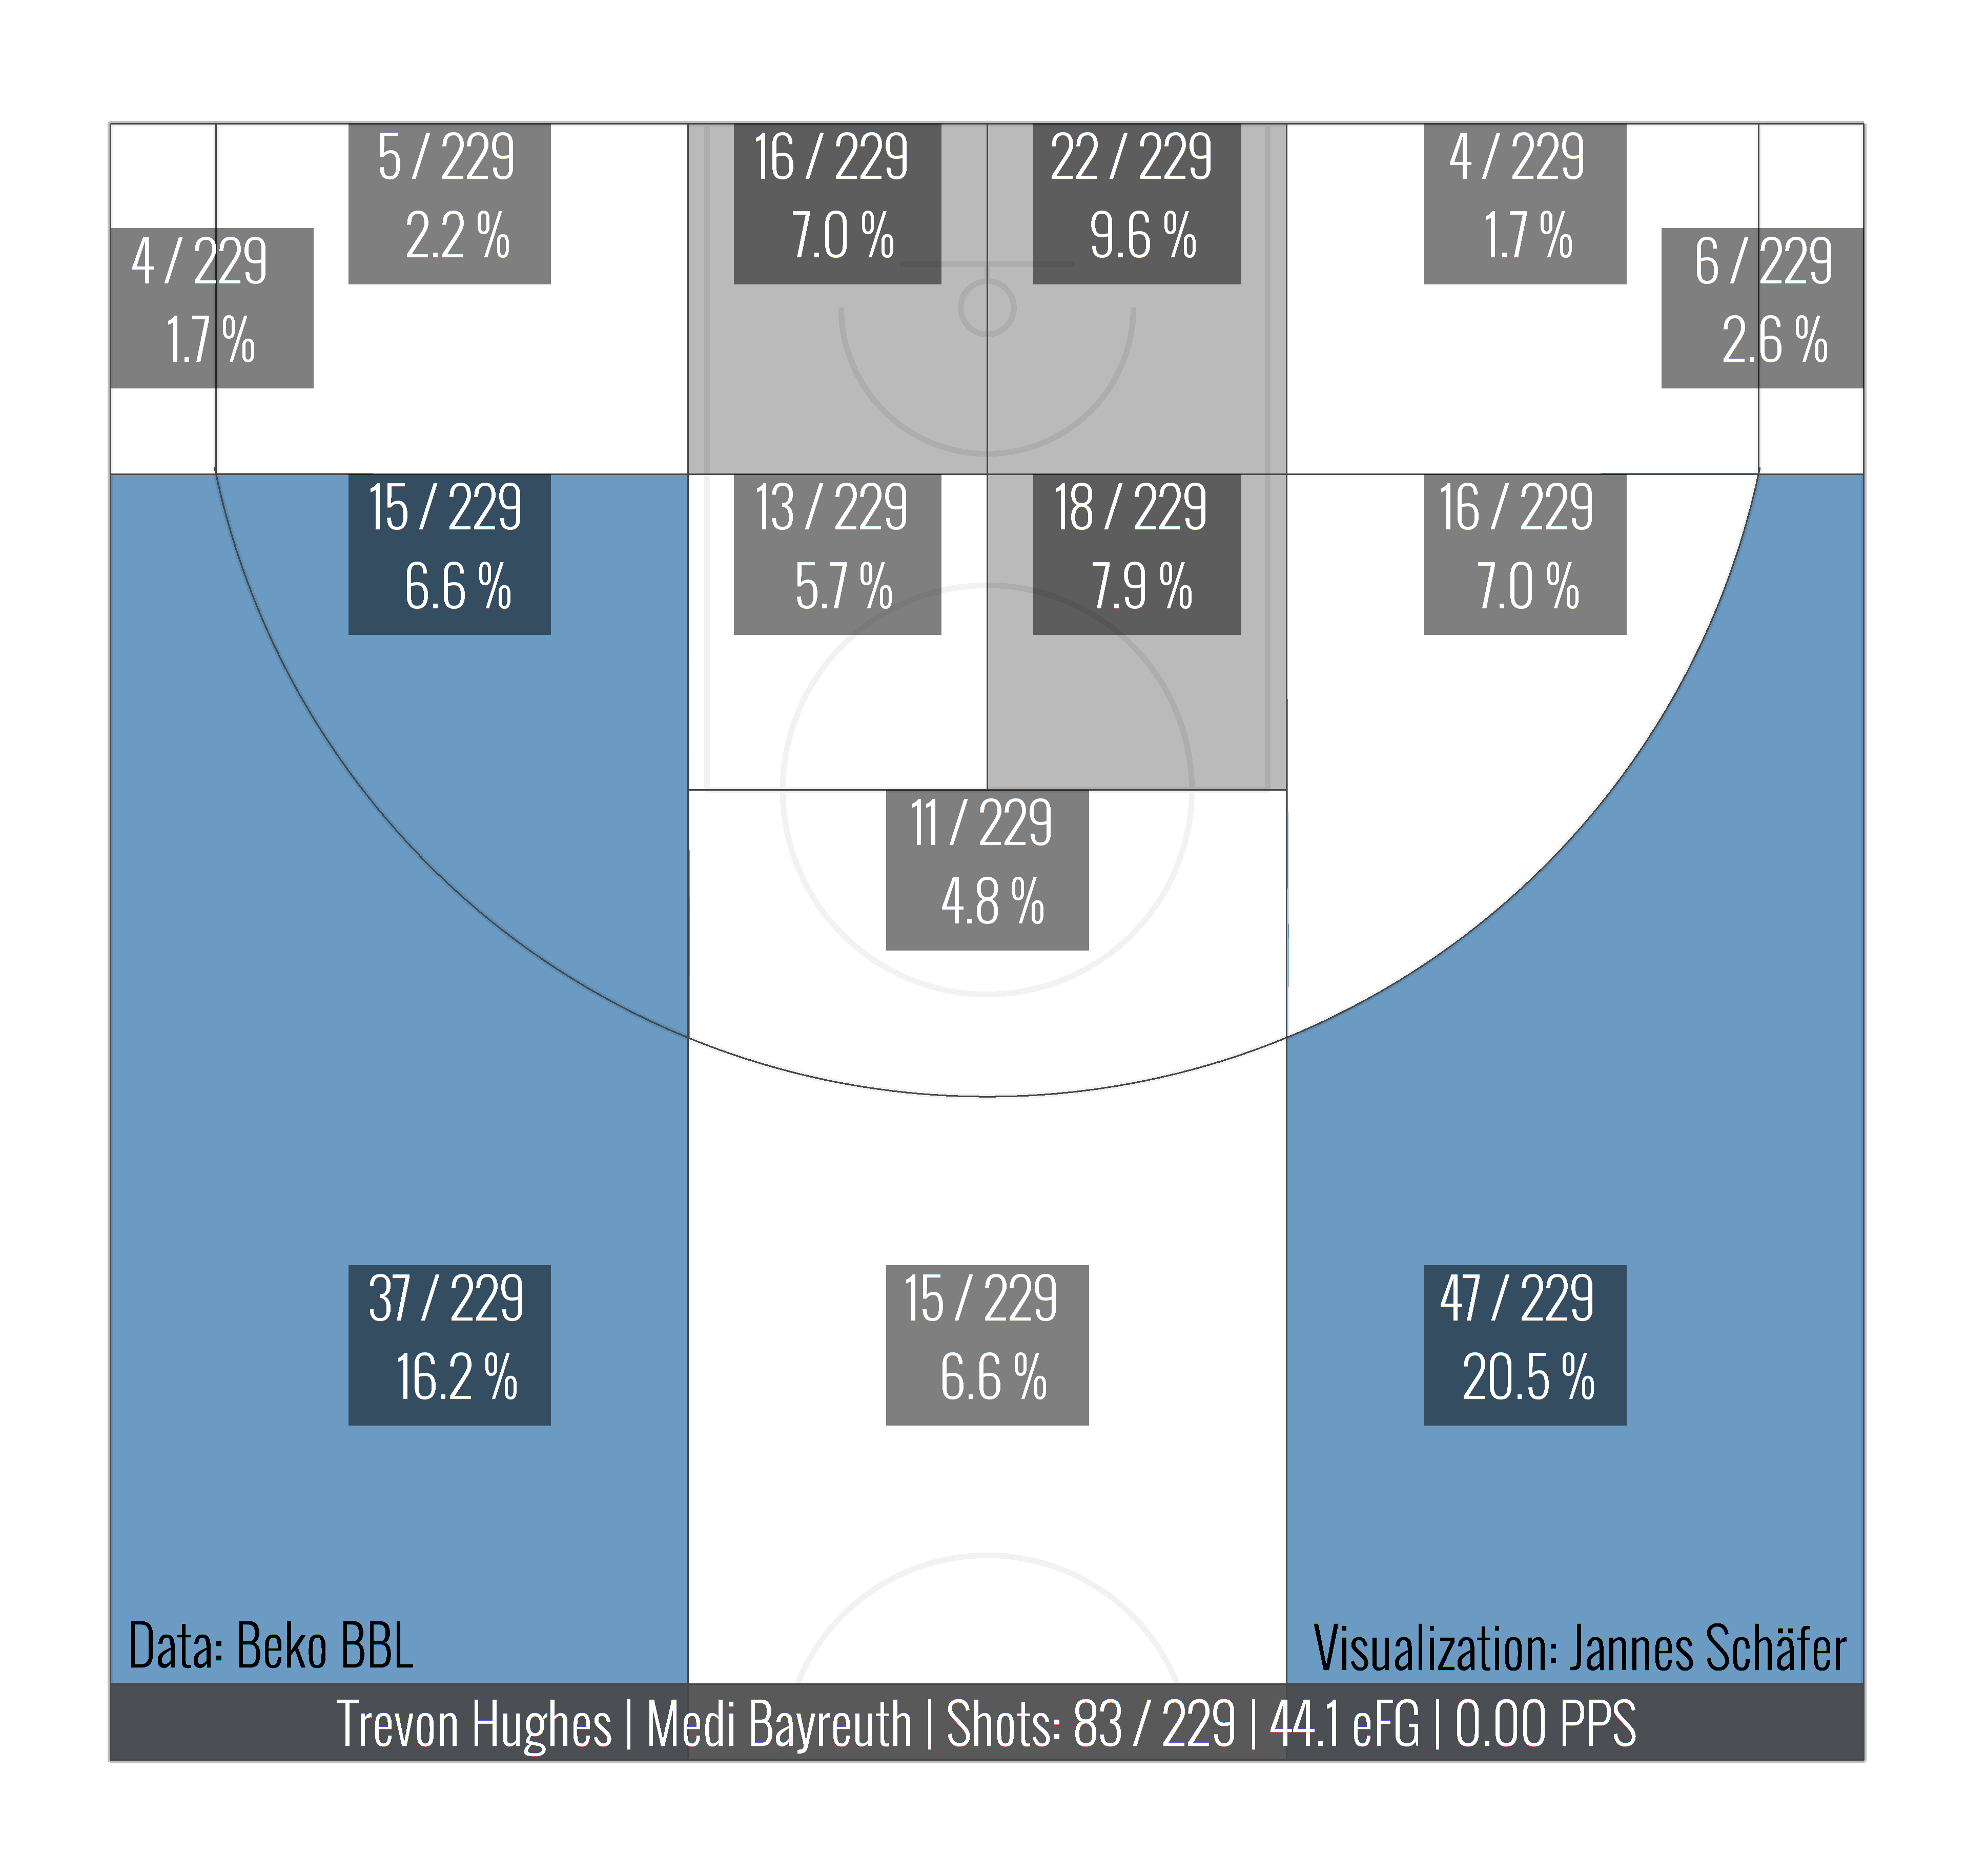 5 / 229
2.2 %
16 / 229
7.0 %
22 / 229
9.6 %
4 / 229
1.7 %
4 / 229
1.7 %
6 / 229
2.6 %
15 / 229
6.6 %
13 / 229
5.7 %
18 / 229
7.9 %
16 / 229
7.0 %
11 / 229
4.8 %
37 / 229
16.2 %
15 / 229
6.6 %
47 / 229
20.5 %
Data: Beko BBL
Visualization: Jannes Schäfer
Trevon Hughes | Medi Bayreuth | Shots: 83 / 229 | 44.1 eFG | 0.00 PPS